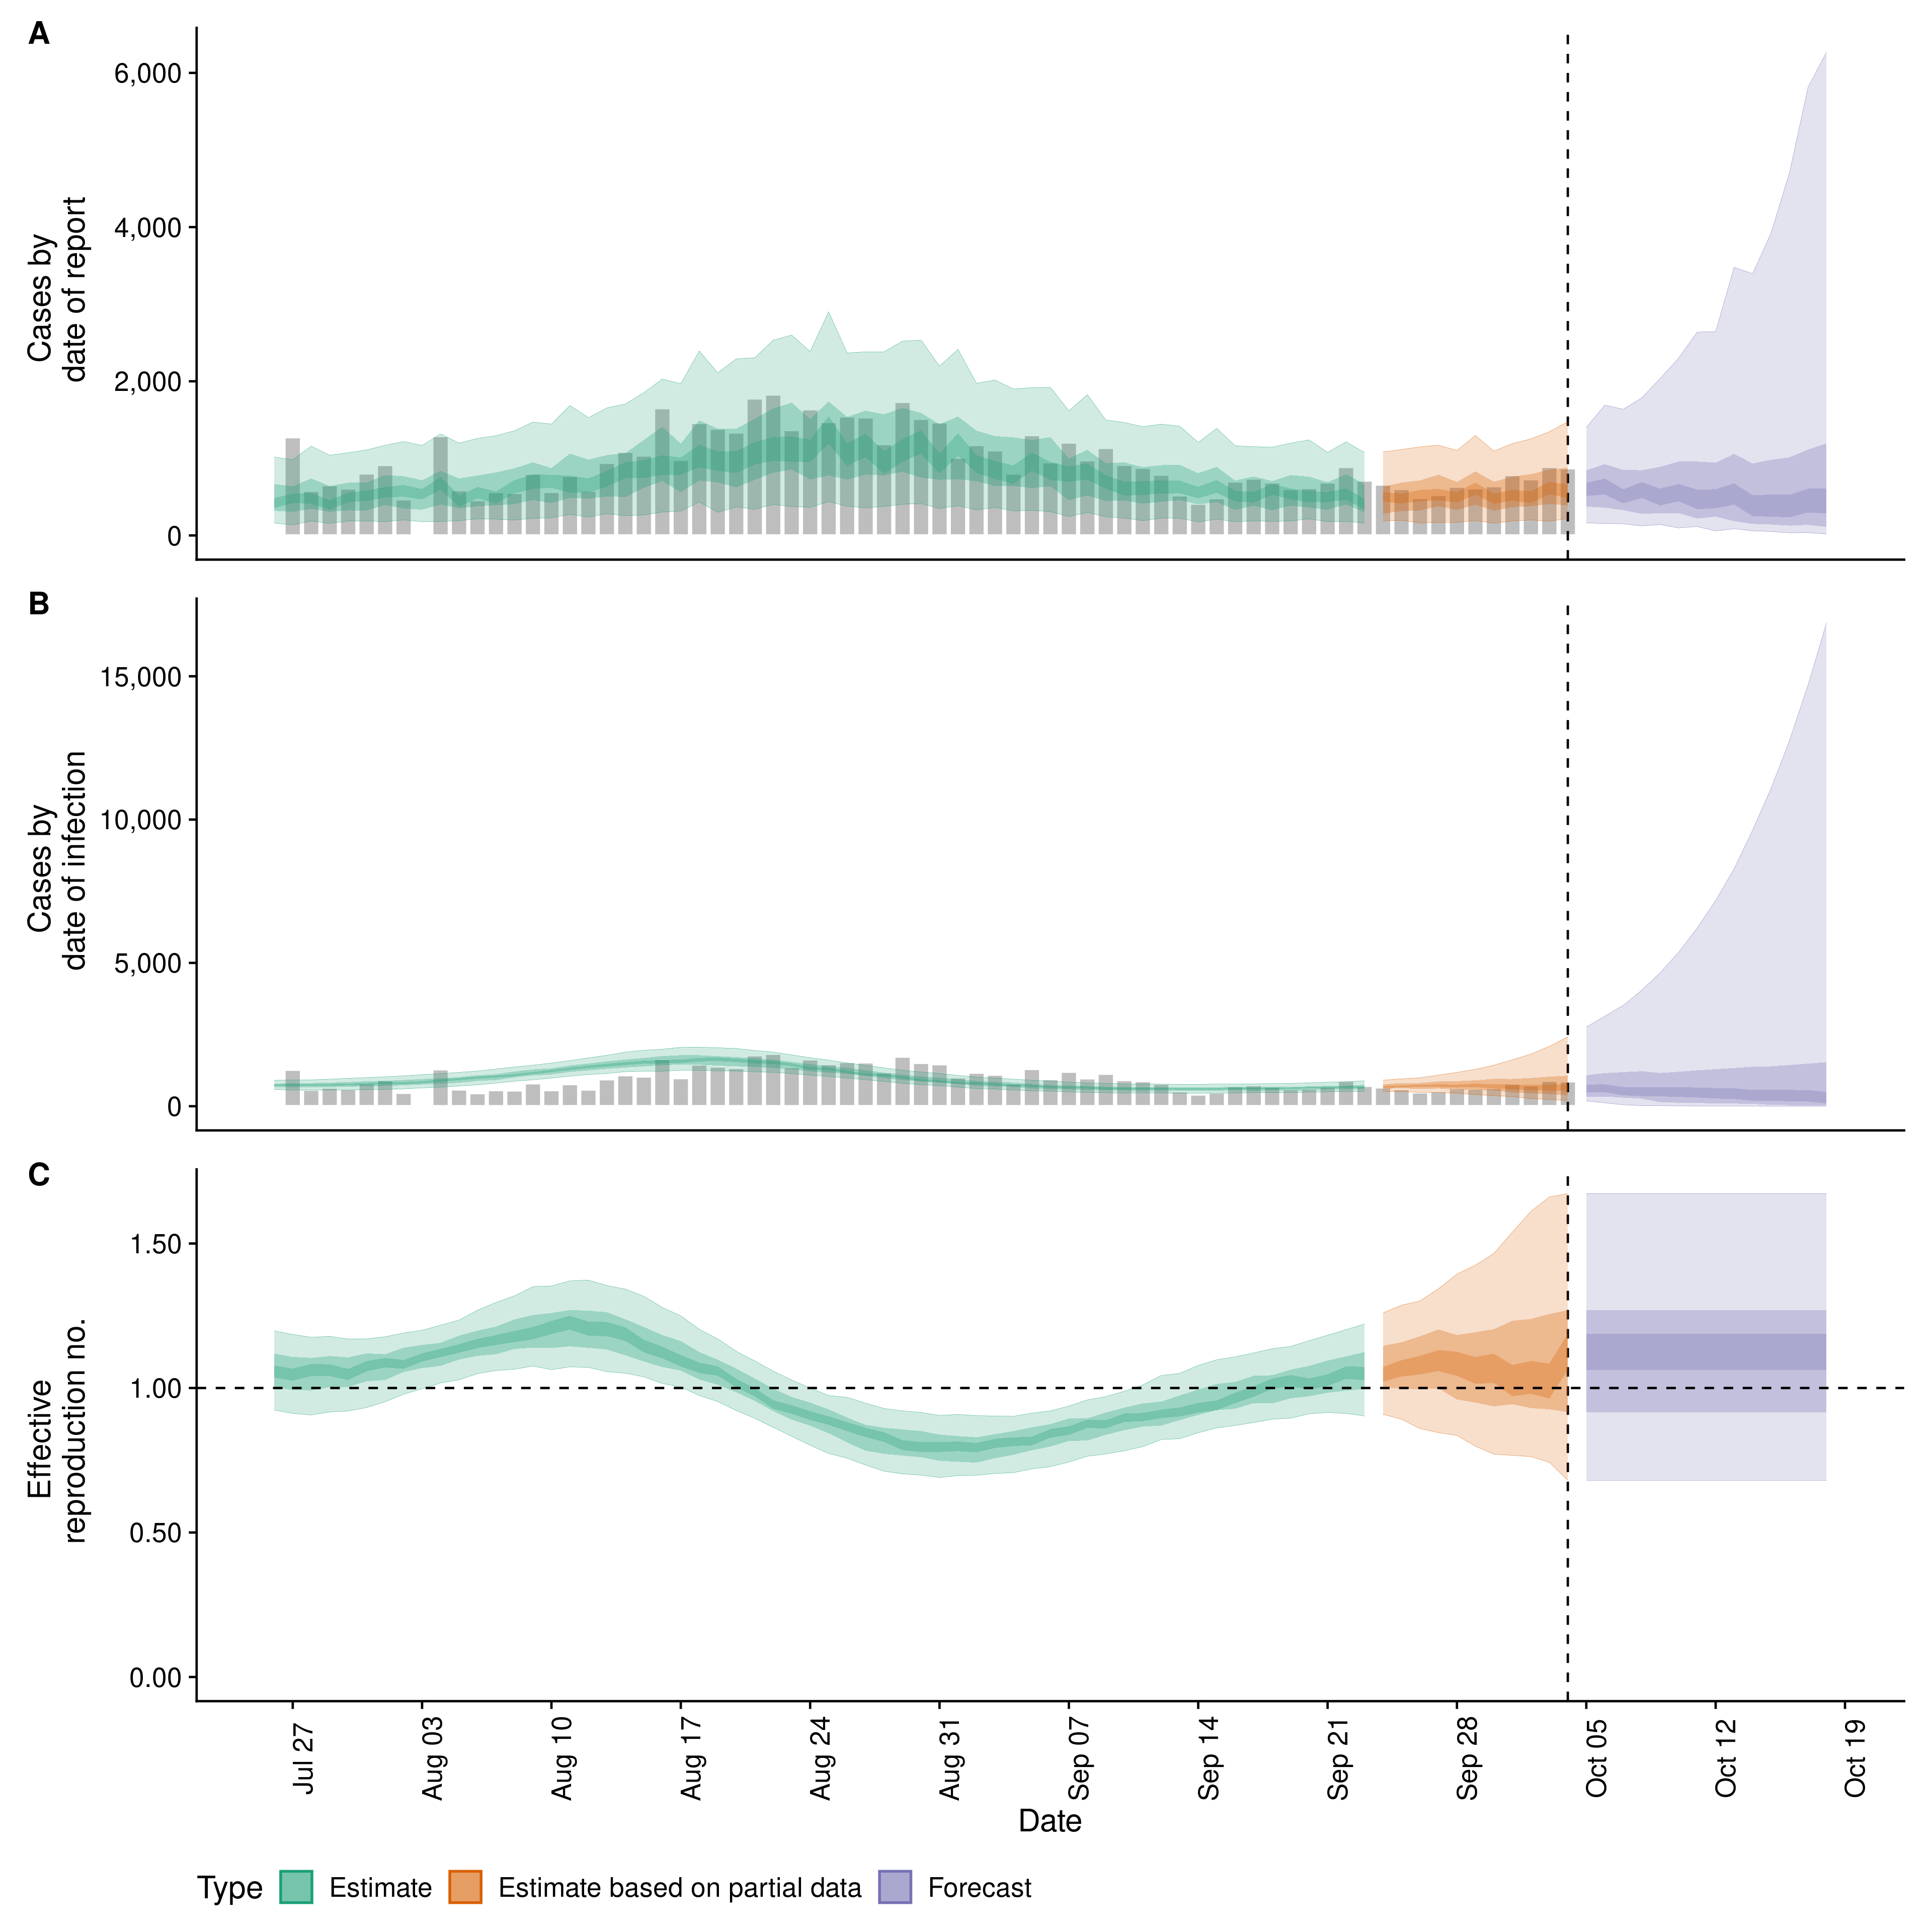 A
6,000
4,000
2,000
0
Cases by
date of report
B
15,000
10,000
5,000
0
Cases by
date of infection
C
1.50
1.00
0.50
0.00
Effective
reproduction no.
Jul 27
Aug 03
Aug 10
Aug 17
Aug 24
Aug 31
Sep 07
Sep 14
Sep 21
Sep 28
Oct 05
Oct 12
Oct 19
Date
Type Estimate Estimate based on partial data Forecast